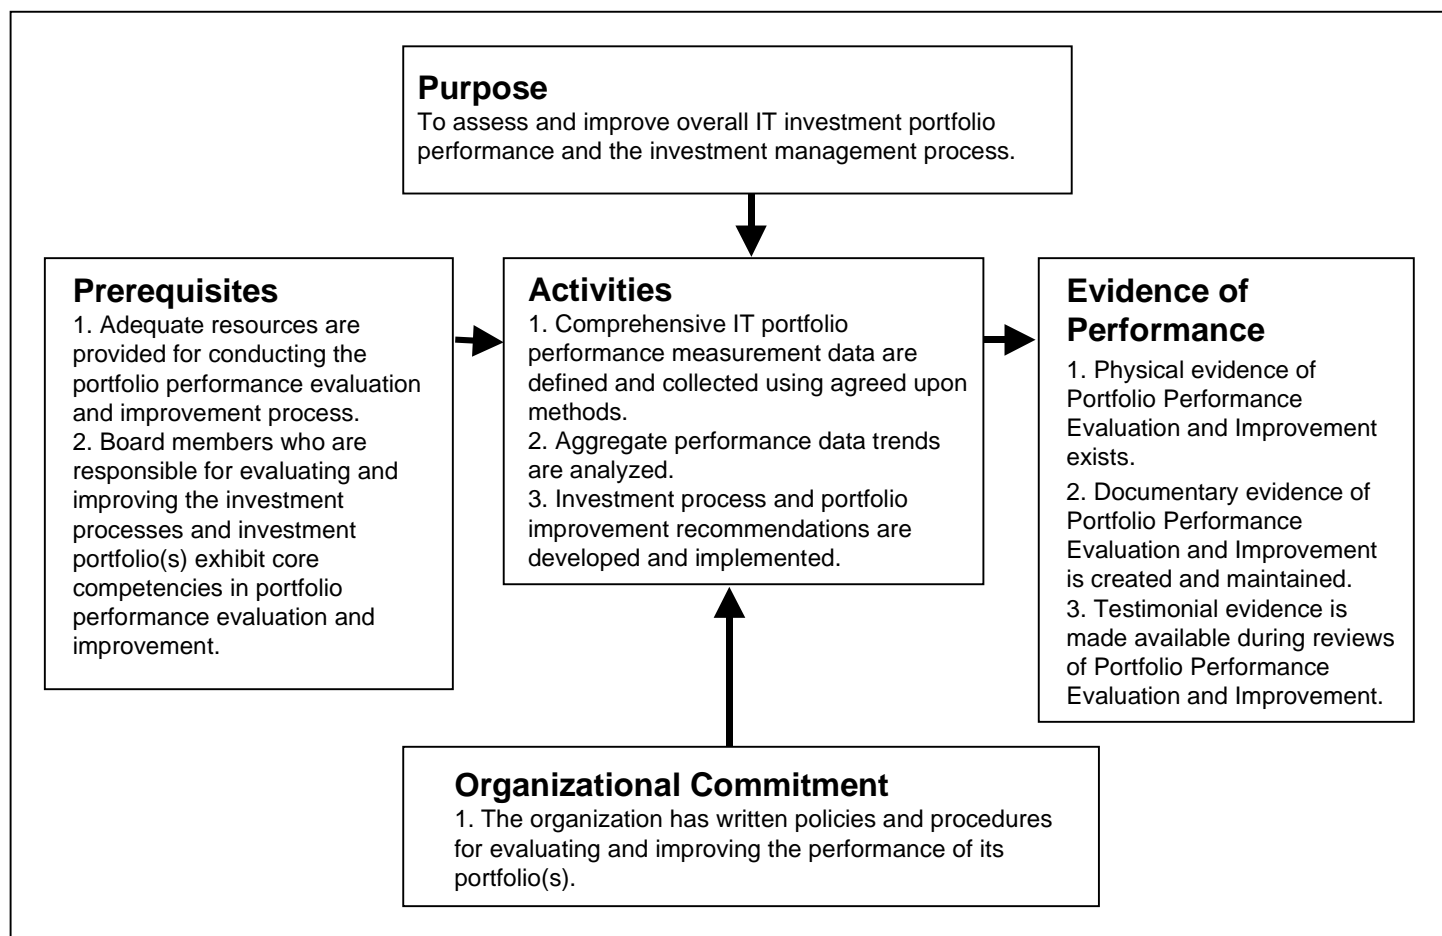 Purpose
To assess and improve overall IT investment portfolio
performance and the investment management process.
Prerequisites
1. Adequate resources are
provided for conducting the
portfolio performance evaluation
and improvement process.
2. Board members who are
responsible for evaluating and
improving the investment
processes and investment
portfolio(s) exhibit core
competencies in portfolio
performance evaluation and
improvement.
Activities
1. Comprehensive IT portfolio
performance measurement data are
defined and collected using agreed upon
methods.
2. Aggregate performance data trends
are analyzed.
3. Investment process and portfolio
improvement recommendations are
developed and implemented.
Evidence of
Performance
1. Physical evidence of
Portfolio Performance
Evaluation and Improvement
exists.
2. Documentary evidence of
Portfolio Performance
Evaluation and Improvement
is created and maintained.
3. Testimonial evidence is
made available during reviews
of Portfolio Performance
Evaluation and Improvement.
Organizational Commitment
1. The organization has written policies and procedures
for evaluating and improving the performance of its
portfolio(s).